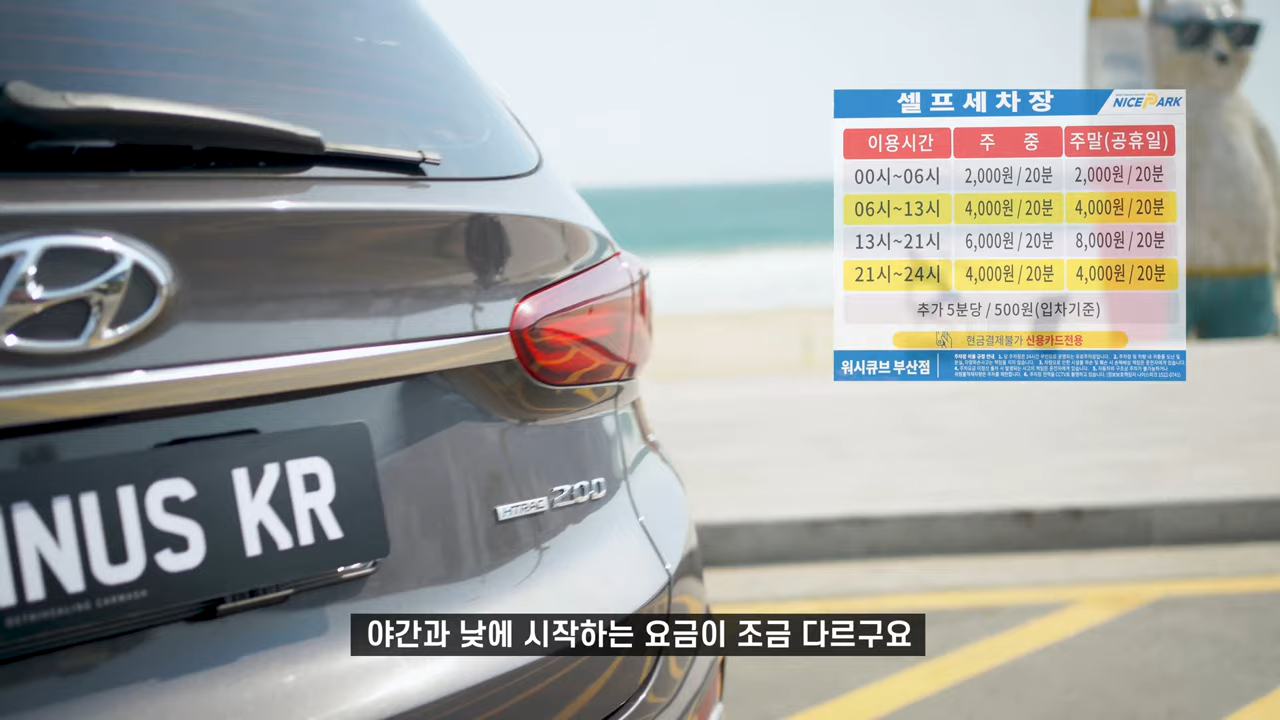 셀프세차장
NICEPARK
이용시간 주 중 주말(공휴일)
00시~06시 2,000원/20분 2,000원/20분
06시~13시 4,000원/20분 4,000원/20분
13시~21시 6,000원/20분 8,000원/20분
21시~24시 4,000원/20분 4,000원/20분
추가 5분당 / 500원(입차기준)
현금결제불가 신용카드전용
워시큐브 부산점
INUS KR
HTRAC 200
야간과 낮에 시작하는 요금이 조금 다르구요